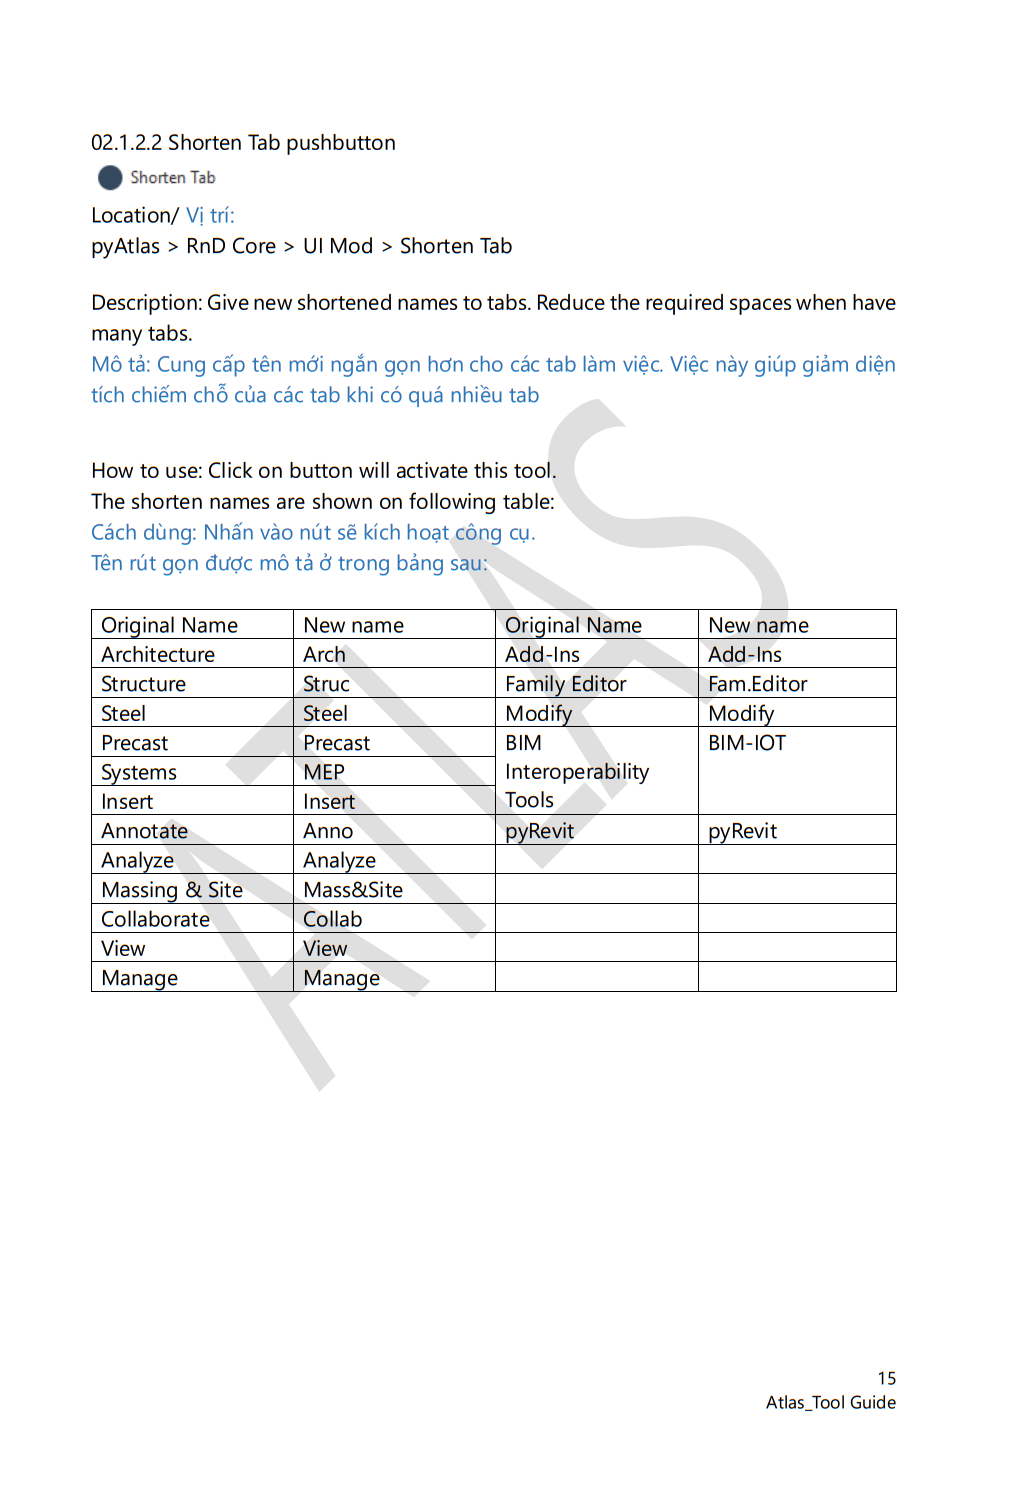 02.1.2.2 Shorten Tab pushbutton
Shorten Tab
Location/ Vị trí:
pyAtlas > RnD Core > UI Mod > Shorten Tab
Description: Give new shortened names to tabs. Reduce the required spaces when have
many tabs.
Mô tả: Cung cấp tên mới ngắn gọn hơn cho các tab làm việc. Việc này giúp giảm diện
tích chiếm chỗ của các tab khi có quá nhiều tab
How to use: Click on button will activate this tool.
The shorten names are shown on following table:
Cách dùng: Nhấn vào nút sẽ kích hoạt công cụ.
Tên rút gọn được mô tả ở trong bảng sau:
Original Name New name Original Name New name
Architecture Arch Add-Ins Add-Ins
Structure Struc Family Editor Fam.Editor
Steel Steel Modify Modify
Precast Precast BIM BIM-IOT
Systems MEP Interoperability
Insert Insert Tools
Annotate Anno pyRevit pyRevit
Analyze Analyze
Massing & Site Mass&Site
Collaborate Collab
View View
Manage Manage
ATLAS
15
Atlas_Tool Guide